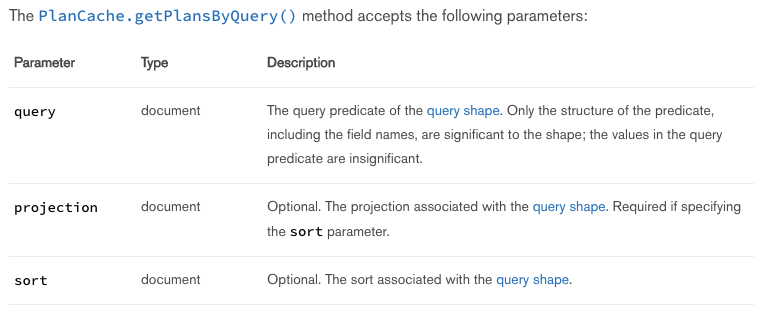 The PlanCache.getPlansByQuery() method accepts the following parameters:
Parameter Type Description
query document The query predicate of the query shape. Only the structure of the predicate,
including the field names, are significant to the shape; the values in the query
predicate are insignificant.
projection document Optional. The projection associated with the query shape. Required if specifying
the sort parameter.
sort document Optional. The sort associated with the query shape.